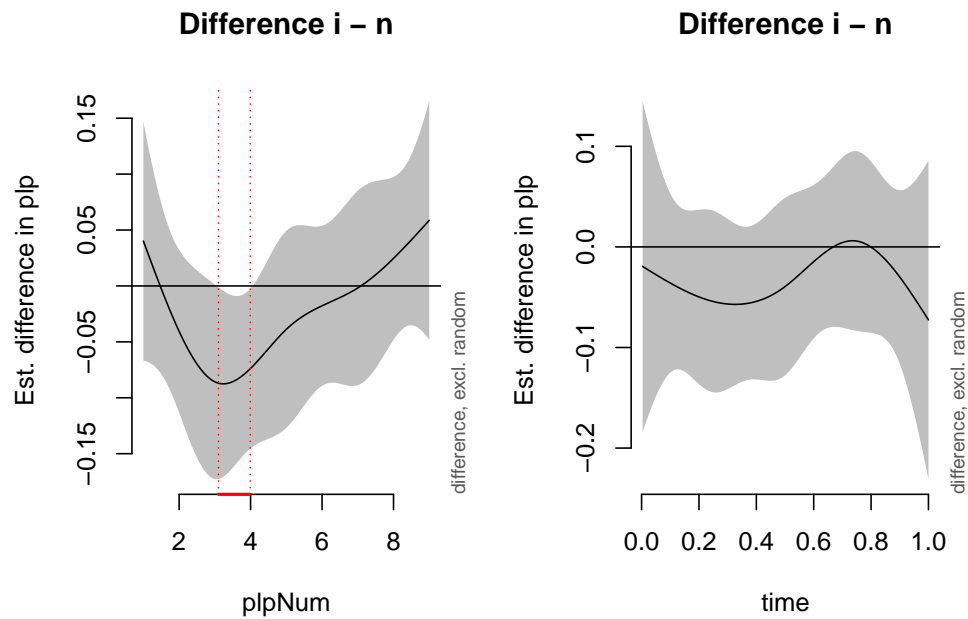 Difference i – n
Est. difference in plp
0.15
0.05
−0.05
−0.15
2 4 6 8
plpNum
difference, excl. random
Difference i – n
Est. difference in plp
0.1
0.0
−0.1
−0.2
0.0 0.2 0.4 0.6 0.8 1.0
time
difference, excl. random